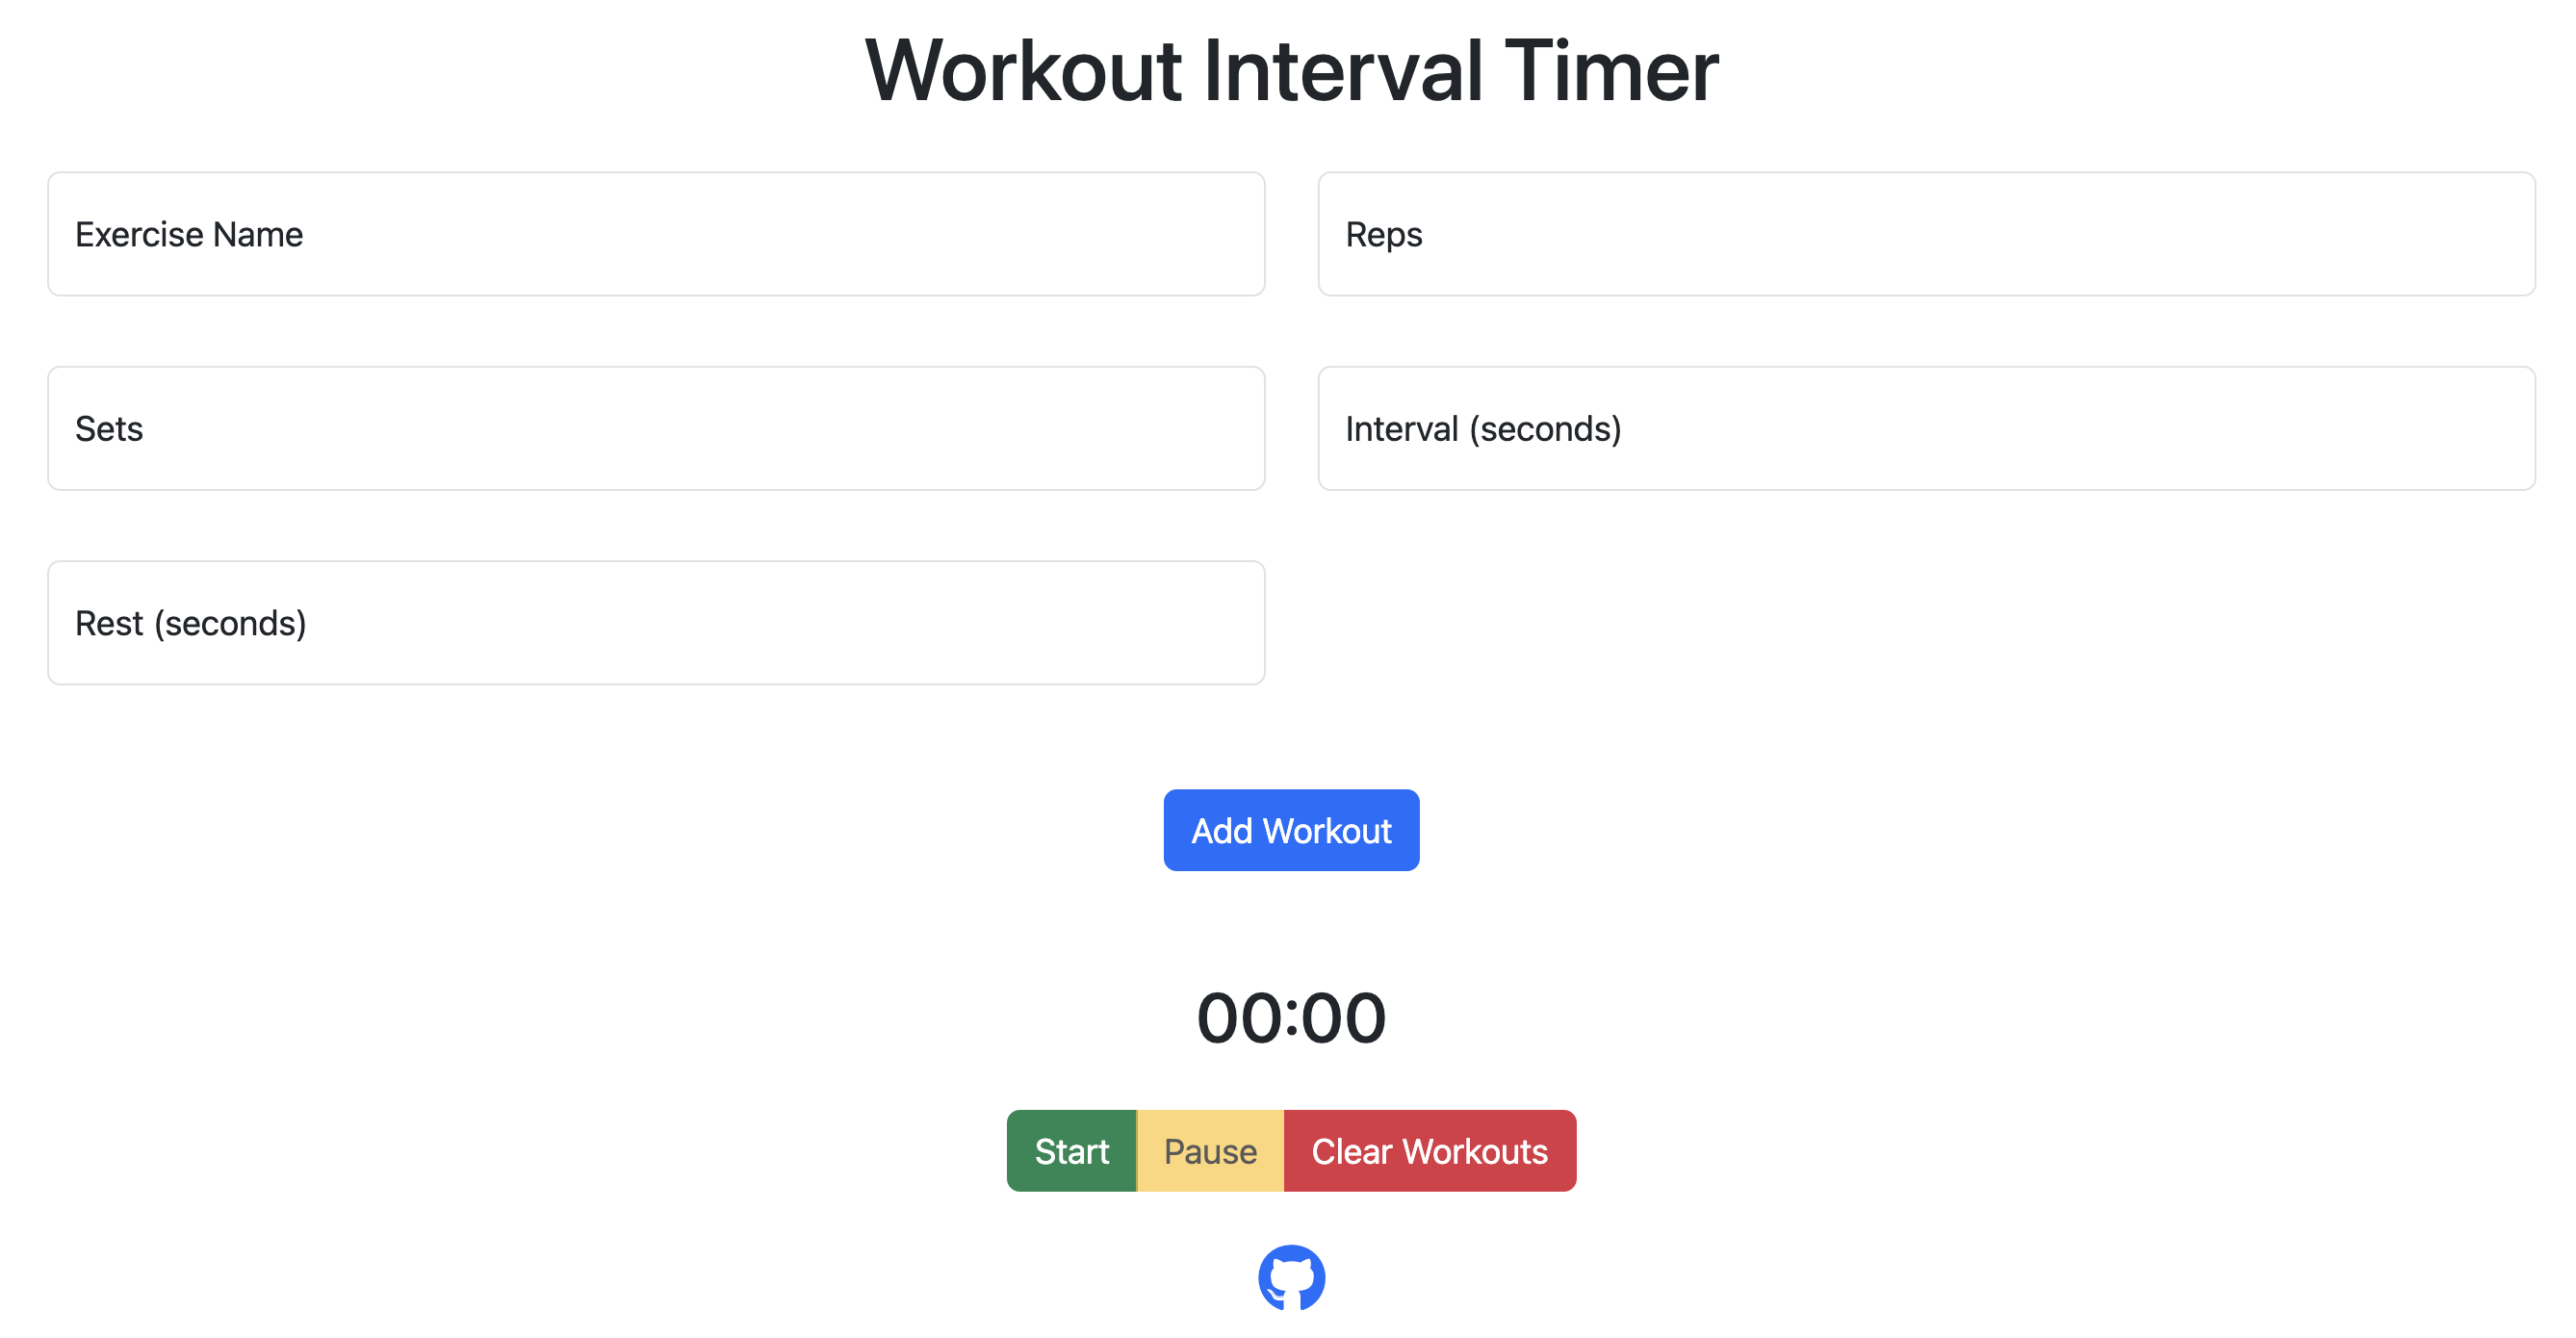 Workout Interval Timer
Exercise Name
Reps
Sets
Interval (seconds)
Rest (seconds)
Add Workout
00:00
Start
Pause
Clear Workouts